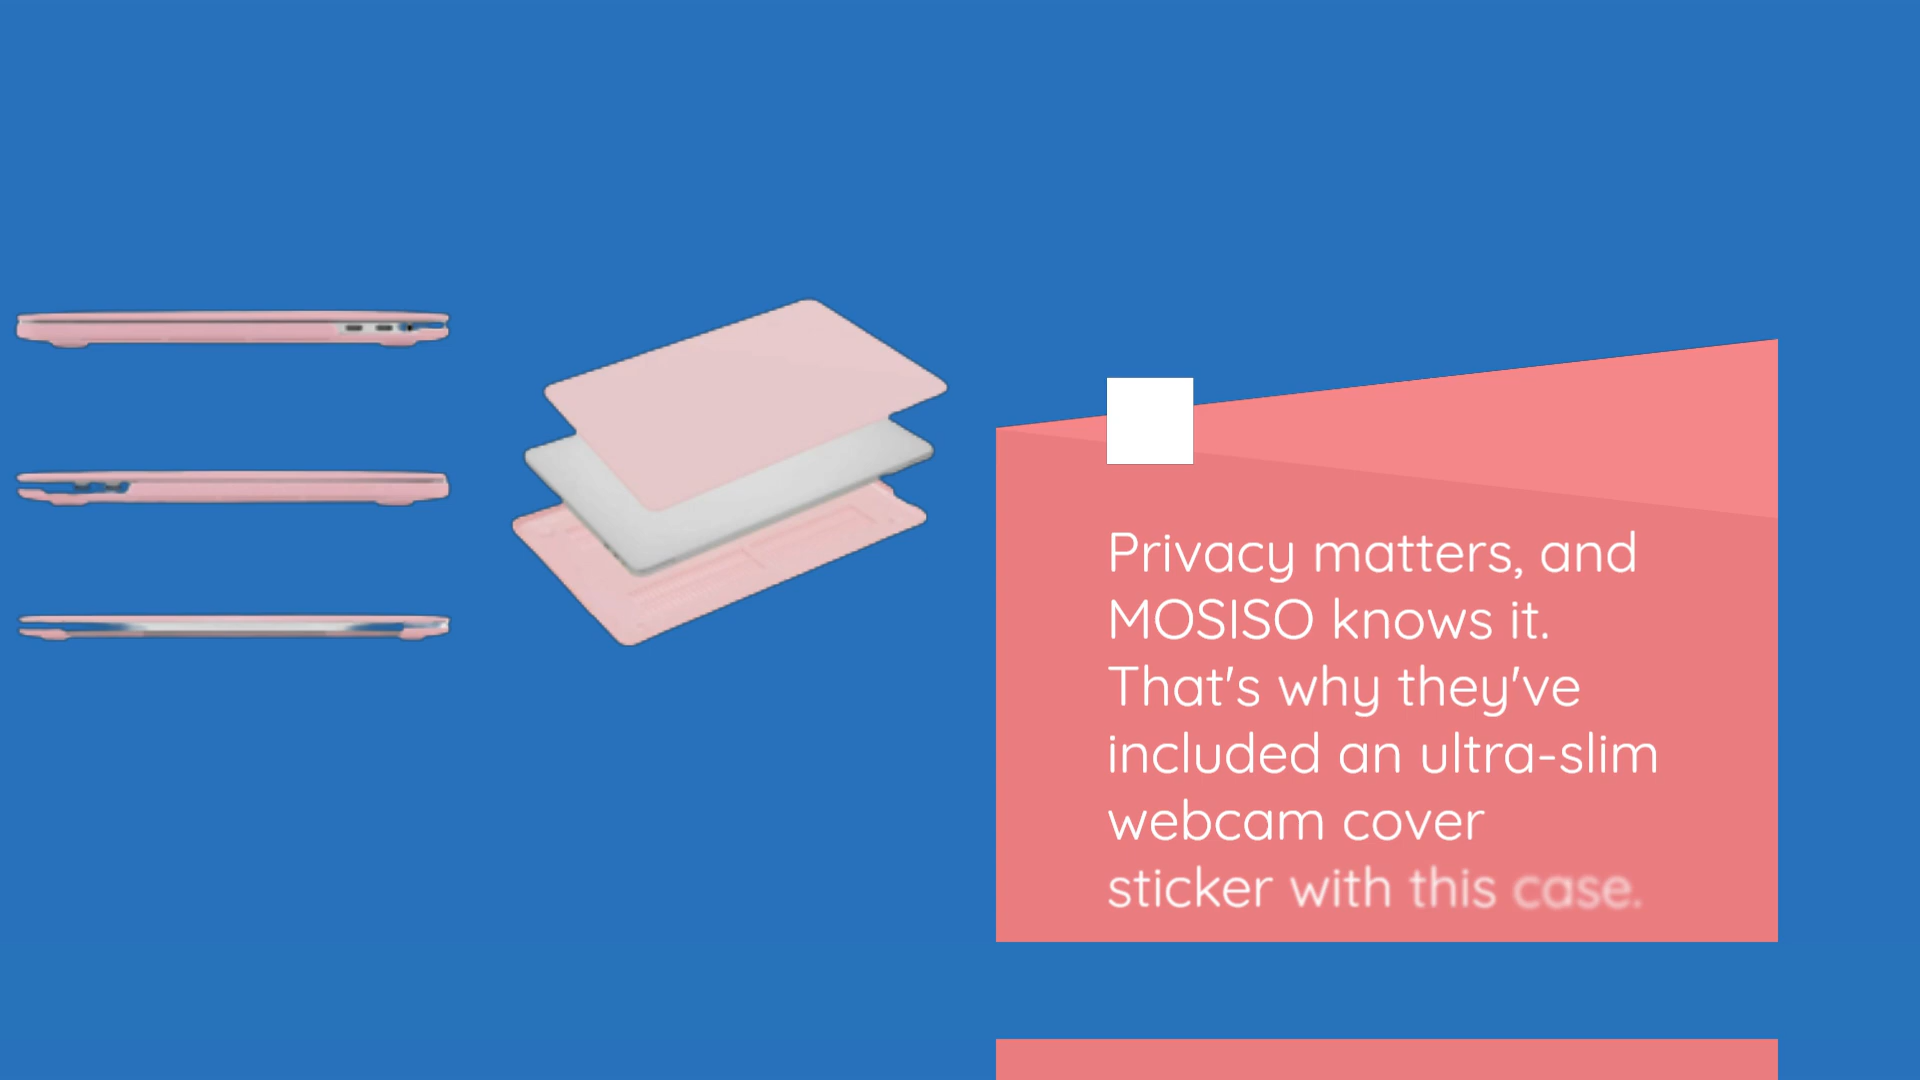 Privacy matters, and
MOSISO knows it.
That's why they've
included an ultra-slim
webcam cover
sticker with this case.